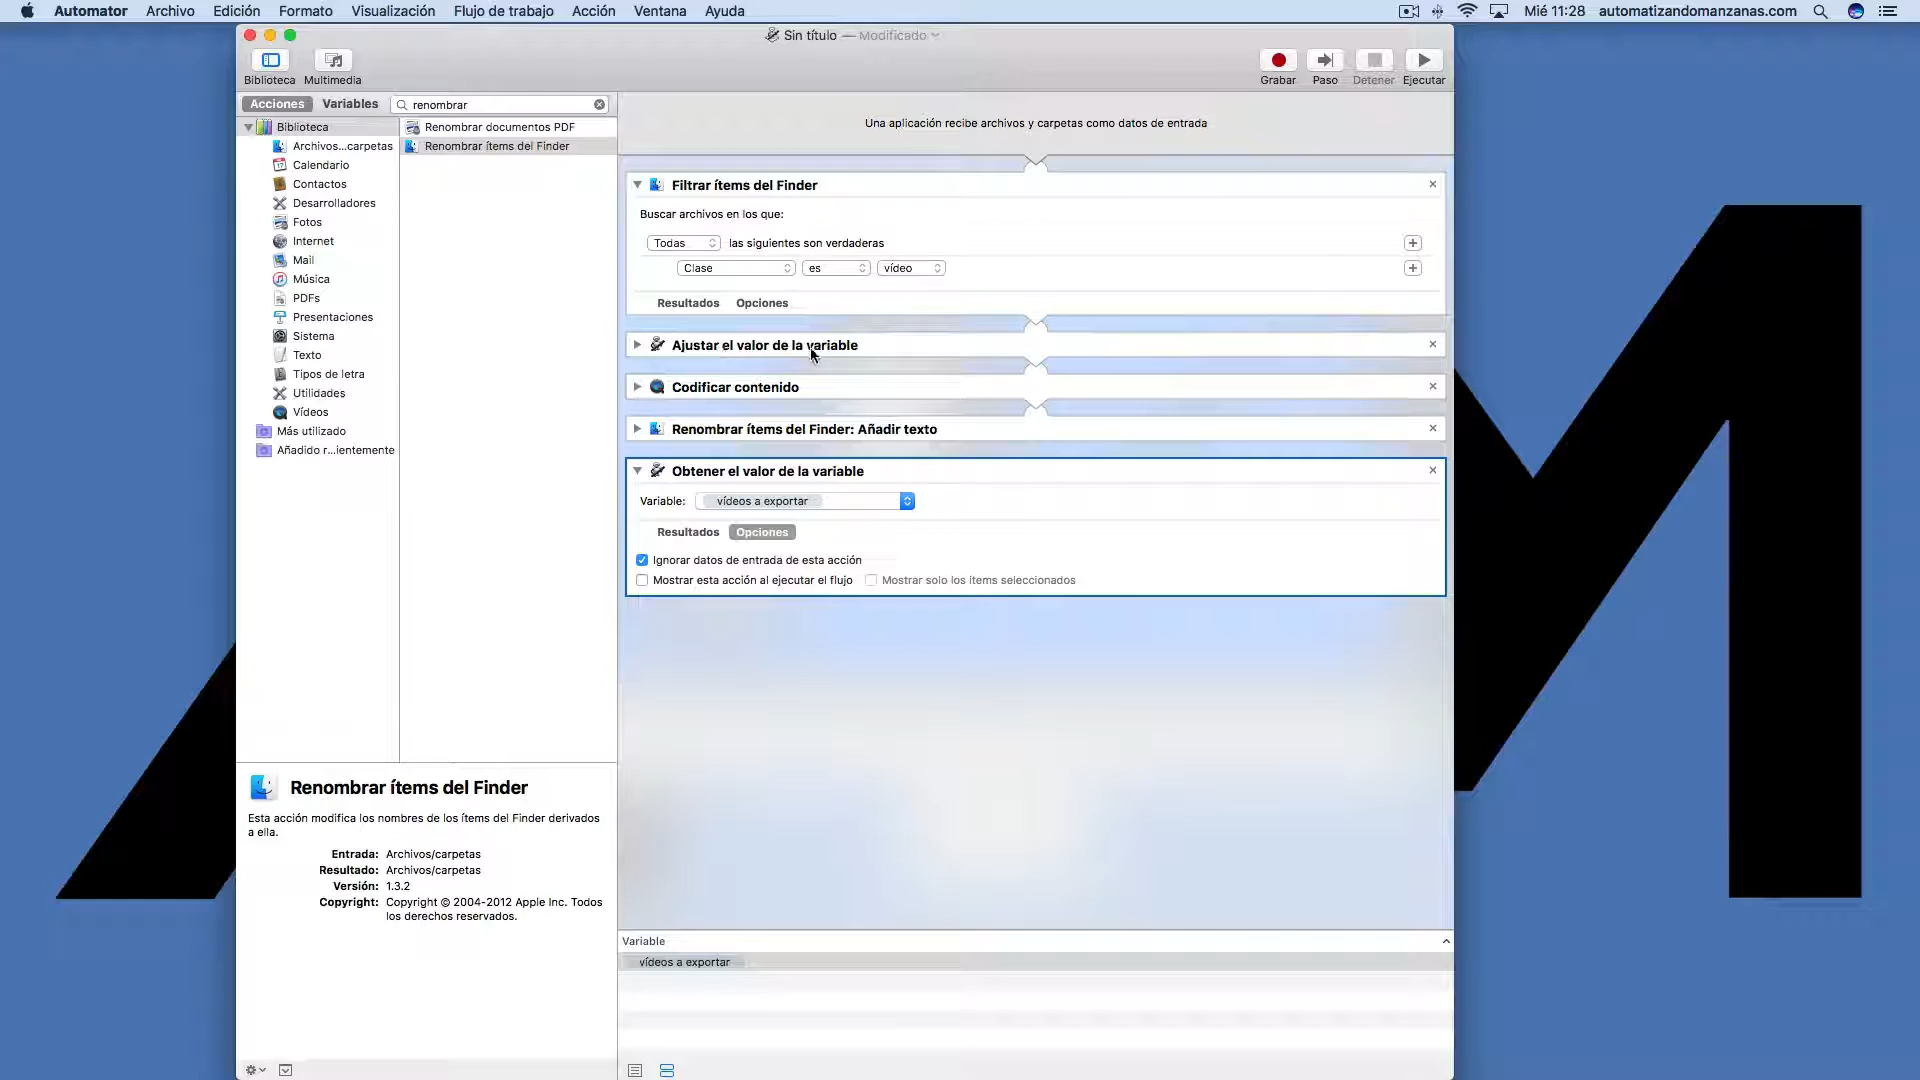 Automator Archivo Edición Formato Visualización Flujo de trabajo Acción Ventana Ayuda Mié 11:28 automatizandomanzanas.com
Sin título — Modificado
Biblioteca Multimedia Grabar Paso Detener Ejecutar
Acciones Variables renombrar
Biblioteca
Archivos...carpetas
Calendario
Contactos
Desarrolladores
Fotos
Internet
Mail
Música
PDFs
Presentaciones
Sistema
Texto
Tipos de letra
Utilidades
Vídeos
Más utilizado
Añadido r...ientemente
Renombrar documentos PDF
Renombrar ítems del Finder
Una aplicación recibe archivos y carpetas como datos de entrada
Filtrar ítems del Finder
Buscar archivos en los que:
Todas las siguientes son verdaderas
Clase es vídeo
Resultados Opciones
Ajustar el valor de la variable
Codificar contenido
Renombrar ítems del Finder: Añadir texto
Obtener el valor de la variable
Variable: vídeos a exportar
Resultados Opciones
Ignorar datos de entrada de esta acción
Mostrar esta acción al ejecutar el flujo Mostrar solo los ítems seleccionados
Renombrar ítems del Finder
Esta acción modifica los nombres de los ítems del Finder derivados
a ella.
Entrada: Archivos/carpetas
Resultado: Archivos/carpetas
Versión: 1.3.2
Copyright: Copyright © 2004-2012 Apple Inc. Todos
los derechos reservados.
Variable
vídeos a exportar